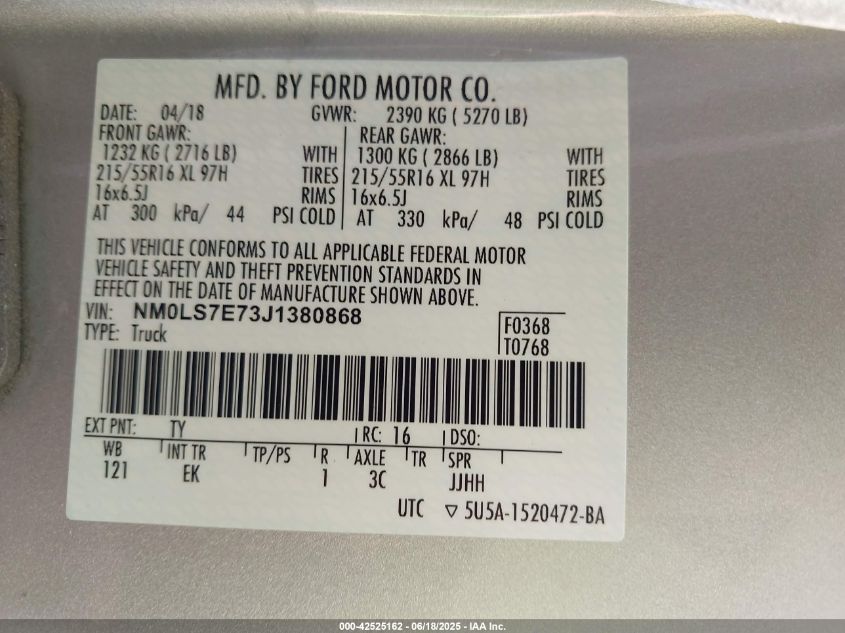 MFD. BY FORD MOTOR CO.
DATE: 04/18 GVWR: 2390 KG ( 5270 LB)
FRONT GAWR: REAR GAWR:
1232 KG ( 2716 LB) WITH 1300 KG ( 2866 LB) WITH
215/55R16 XL 97H TIRES 215/55R16 XL 97H TIRES
16x6.5J RIMS 16x6.5J RIMS
AT 300 kPa/ 44 PSI COLD AT 330 kPa/ 48 PSI COLD
THIS VEHICLE CONFORMS TO ALL APPLICABLE FEDERAL MOTOR
VEHICLE SAFETY AND THEFT PREVENTION STANDARDS IN
EFFECT ON THE DATE OF MANUFACTURE SHOWN ABOVE.
VIN: NM0LS7E73J1380868
TYPE: Truck
F0368
T0768
EXT PNT: TY RC: 16 DSO:
WB INT TR TP/PS R AXLE TR SPR
121 EK 1 3C JJHH
UTC ▽ 5U5A-1520472-BA
000-42525162 - 06/18/2025 - IAA Inc.